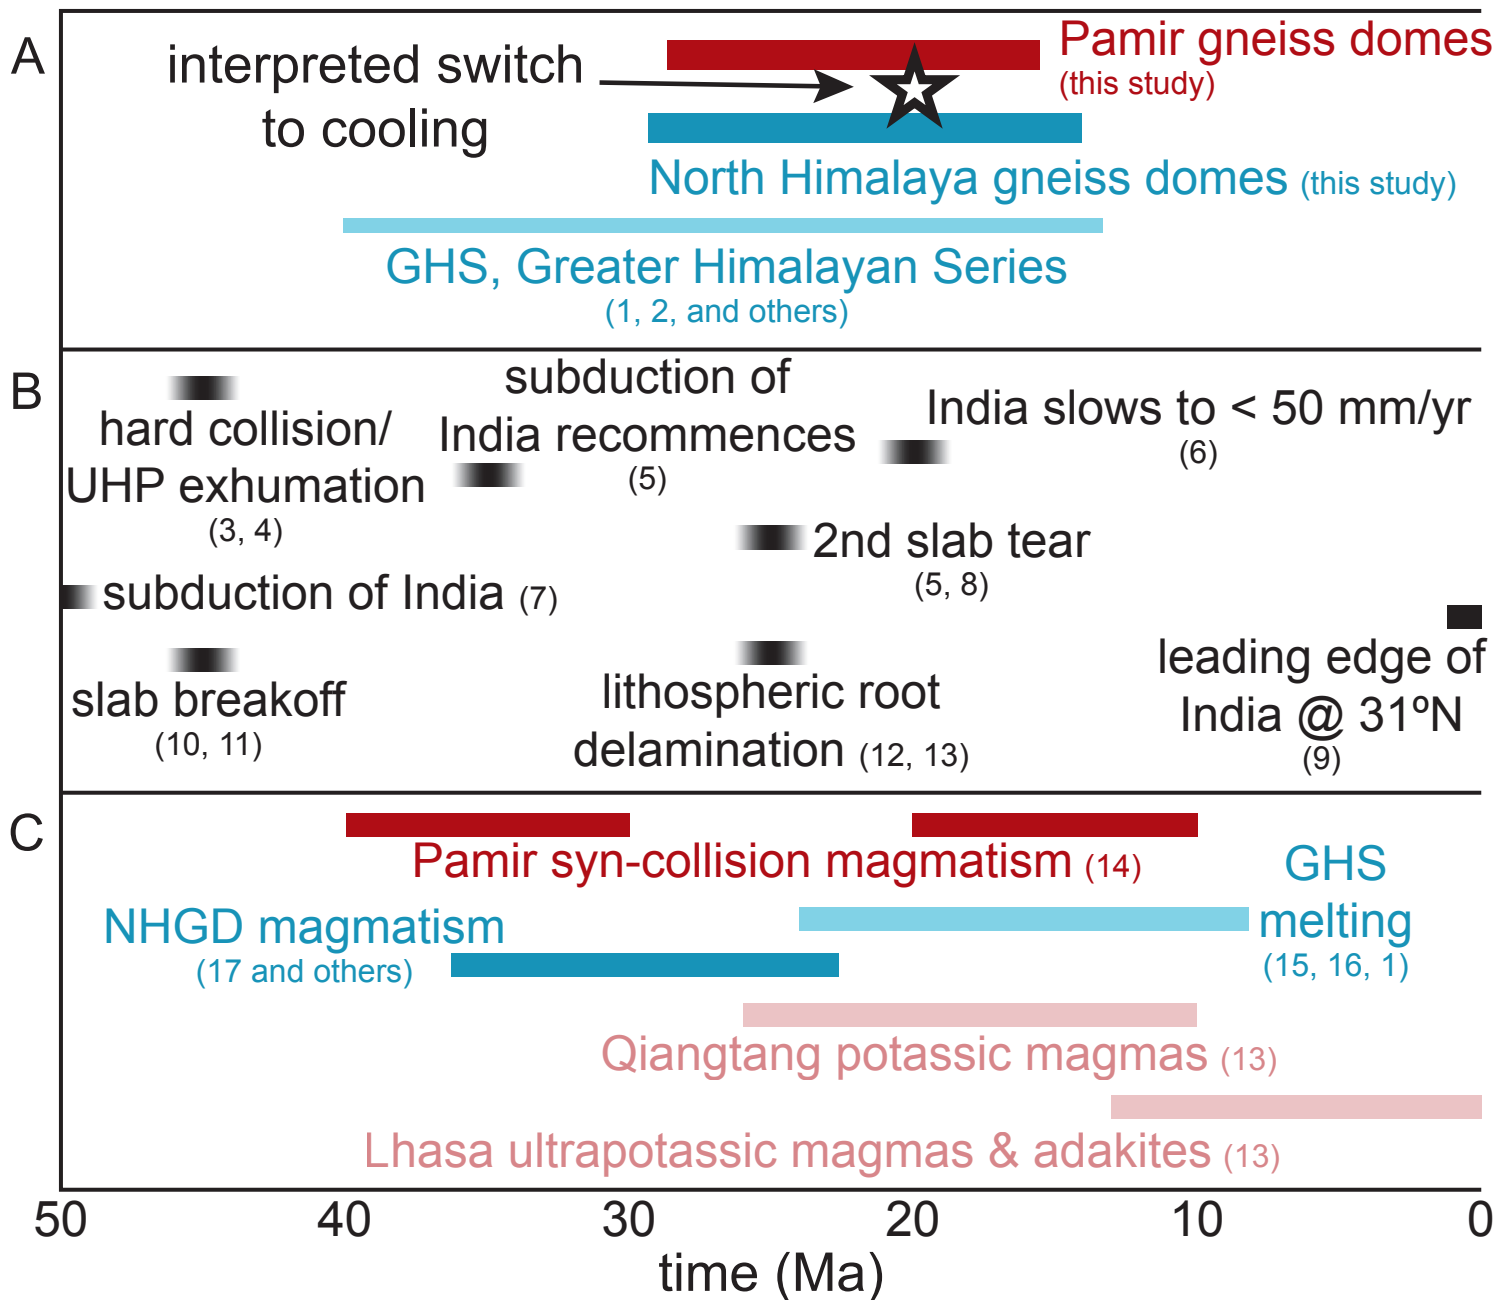 A
interpreted switch
to cooling
Pamir gneiss domes
(this study)
North Himalaya gneiss domes (this study)
GHS, Greater Himalayan Series
(1, 2, and others)
B
hard collision/
UHP exhumation
(3, 4)
subduction of
India recommences
(5)
India slows to < 50 mm/yr
(6)
2nd slab tear
(5, 8)
subduction of India (7)
slab breakoff
(10, 11)
lithospheric root
delamination (12, 13)
leading edge of
India @ 31ºN
(9)
C
Pamir syn-collision magmatism (14)
GHS
melting
(15, 16, 1)
NHGD magmatism
(17 and others)
Qiangtang potassic magmas (13)
Lhasa ultrapotassic magmas & adakites (13)
50 40 30 20 10 0
time (Ma)